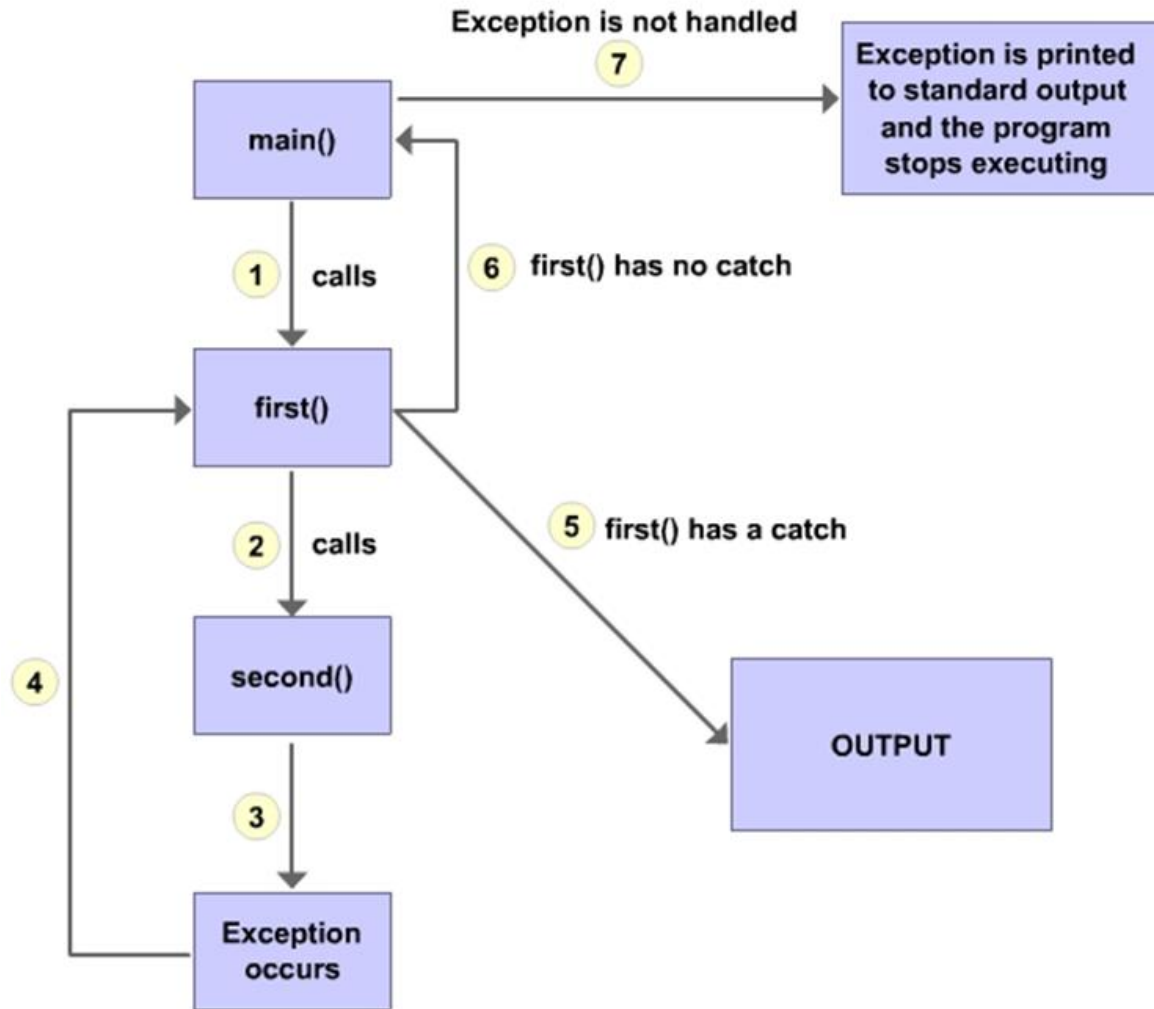 Exception is not handled
7
Exception is printed
to standard output
and the program
stops executing
main()
1 calls
6 first() has no catch
first()
5 first() has a catch
2 calls
second()
4
OUTPUT
3
Exception
occurs